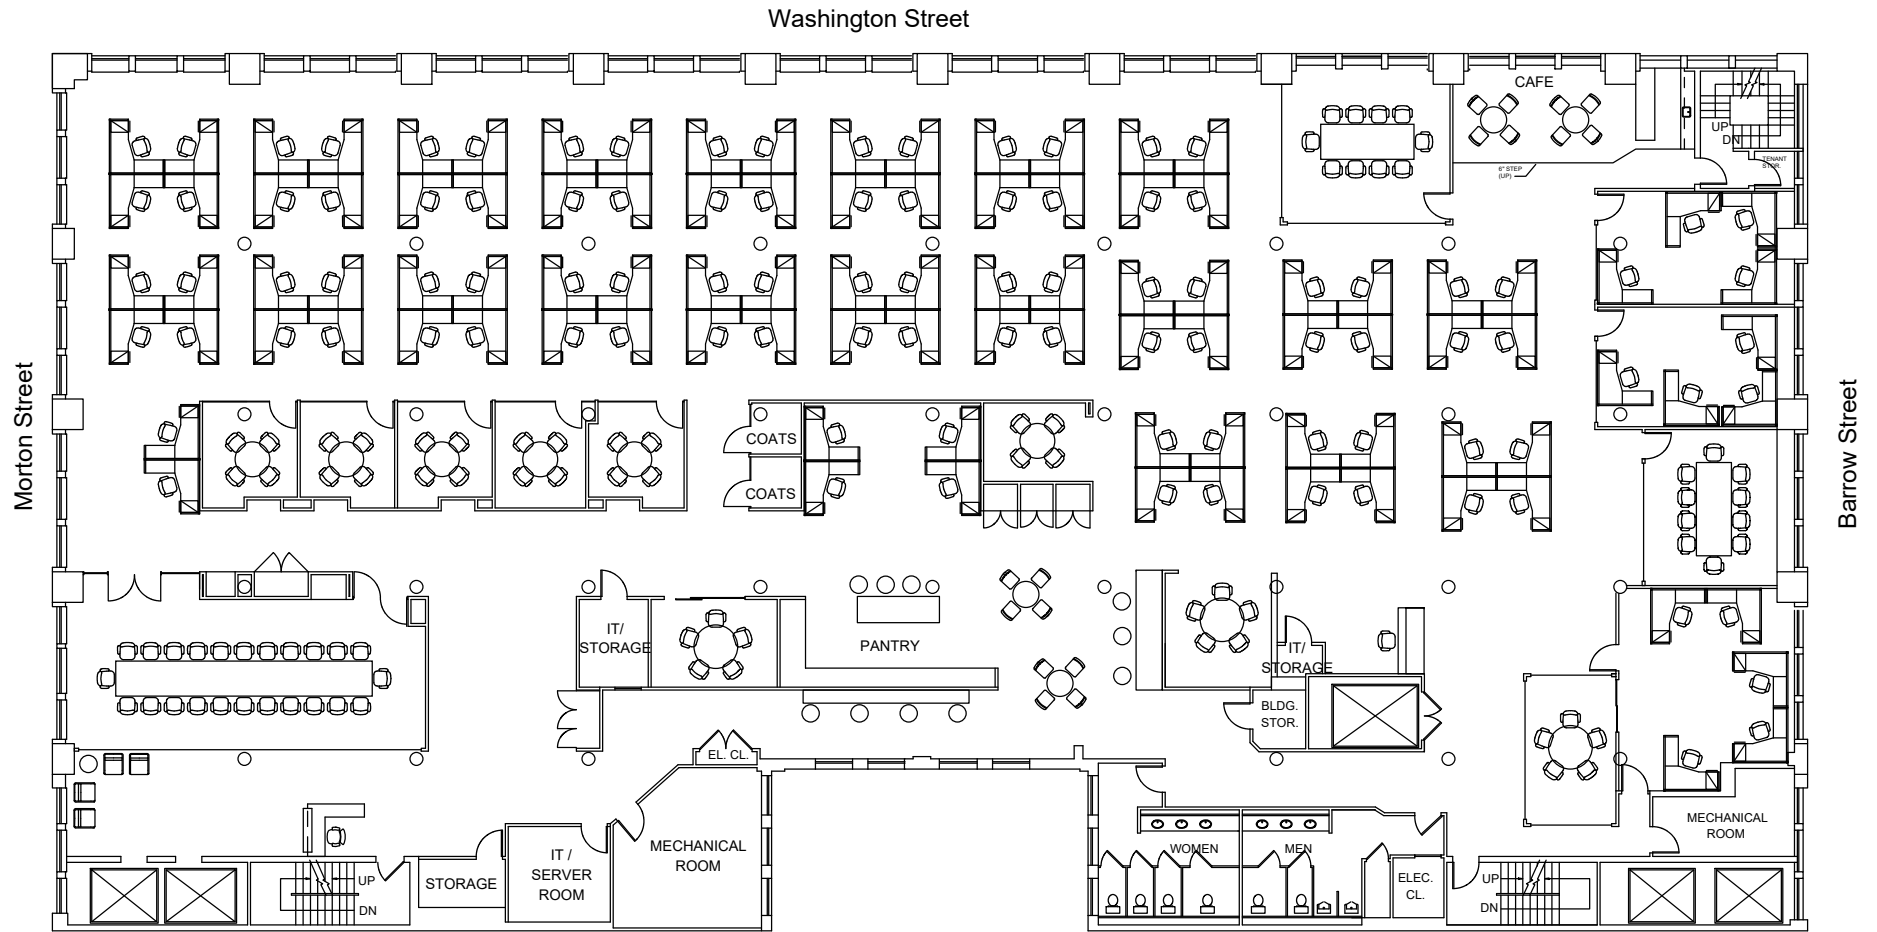 Washington Street
CAFE
UP
DN
TENANT
STOR.
6" STEP
(UP)
Morton Street
Barrow Street
COATS
COATS
IT/
STORAGE
PANTRY
IT/
STORAGE
BLDG.
STOR.
EL. CL.
MECHANICAL
ROOM
MECHANICAL
ROOM
WOMEN
MEN
IT /
SERVER
ROOM
STORAGE
UP
DN
ELEC.
CL.
UP
DN